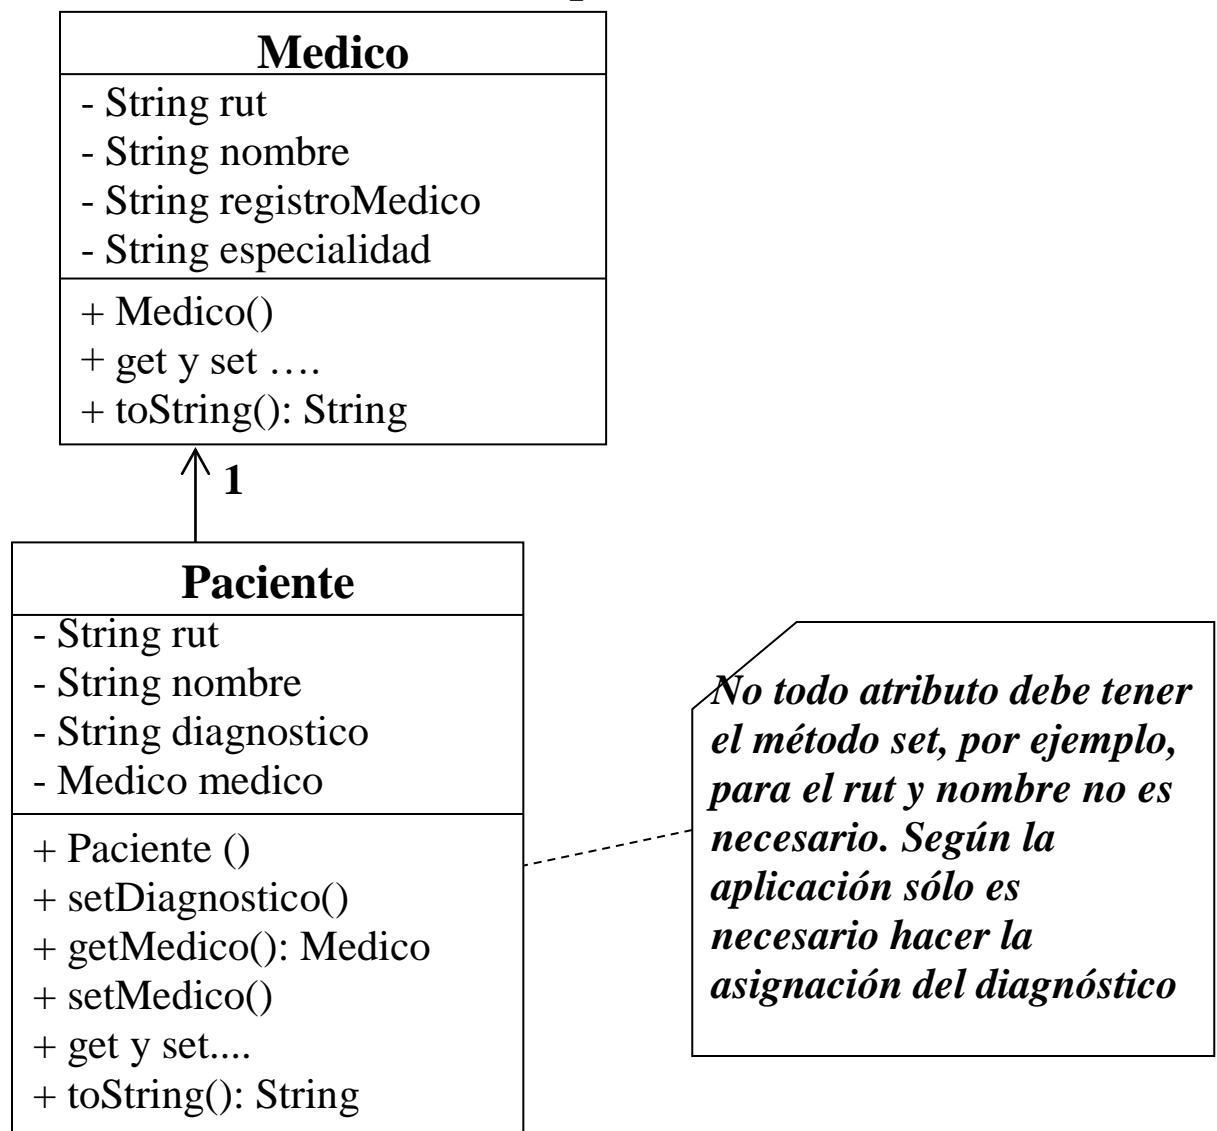 Medico
- String rut
- String nombre
- String registroMedico
- String especialidad
+ Medico()
+ get y set ....
+ toString(): String
1
Paciente
- String rut
- String nombre
- String diagnostico
- Medico medico
+ Paciente ()
+ setDiagnostico()
+ getMedico(): Medico
+ setMedico()
+ get y set....
+ toString(): String
No todo atributo debe tener
el método set, por ejemplo,
para el rut y nombre no es
necesario. Según la
aplicación sólo es
necesario hacer la
asignación del diagnóstico